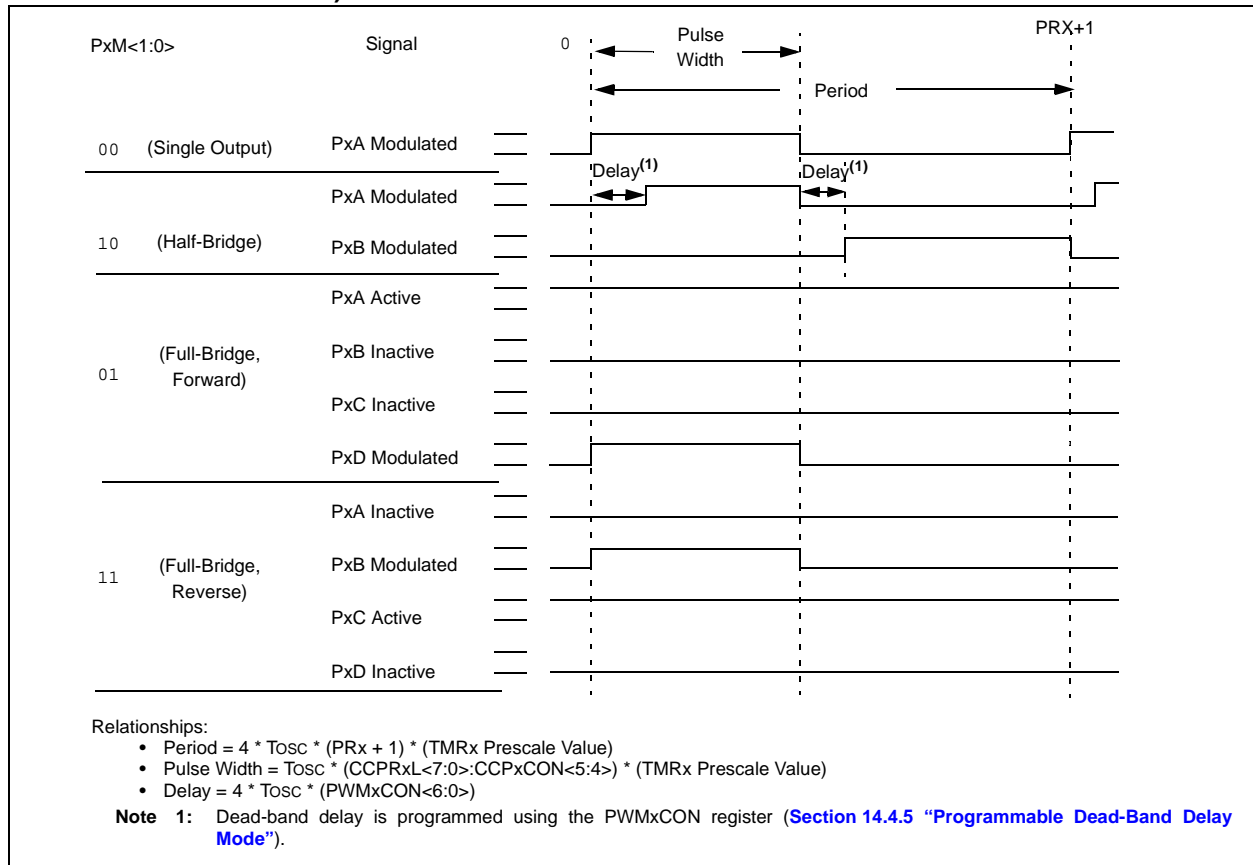 PxM<1:0> Signal 0 Pulse Width PRX+1
Period
00 (Single Output) PxA Modulated
Delay(1) Delay(1)
PxA Modulated
10 (Half-Bridge) PxB Modulated
PxA Active
01 (Full-Bridge, Forward) PxB Inactive
PxC Inactive
PxD Modulated
PxA Inactive
11 (Full-Bridge, Reverse) PxB Modulated
PxC Active
PxD Inactive
Relationships:
• Period = 4 * TOSC * (PRx + 1) * (TMRx Prescale Value)
• Pulse Width = TOSC * (CCPRxL<7:0>:CCPxCON<5:4>) * (TMRx Prescale Value)
• Delay = 4 * TOSC * (PWMxCON<6:0>)
Note 1: Dead-band delay is programmed using the PWMxCON register (Section 14.4.5 “Programmable Dead-Band Delay
Mode”).